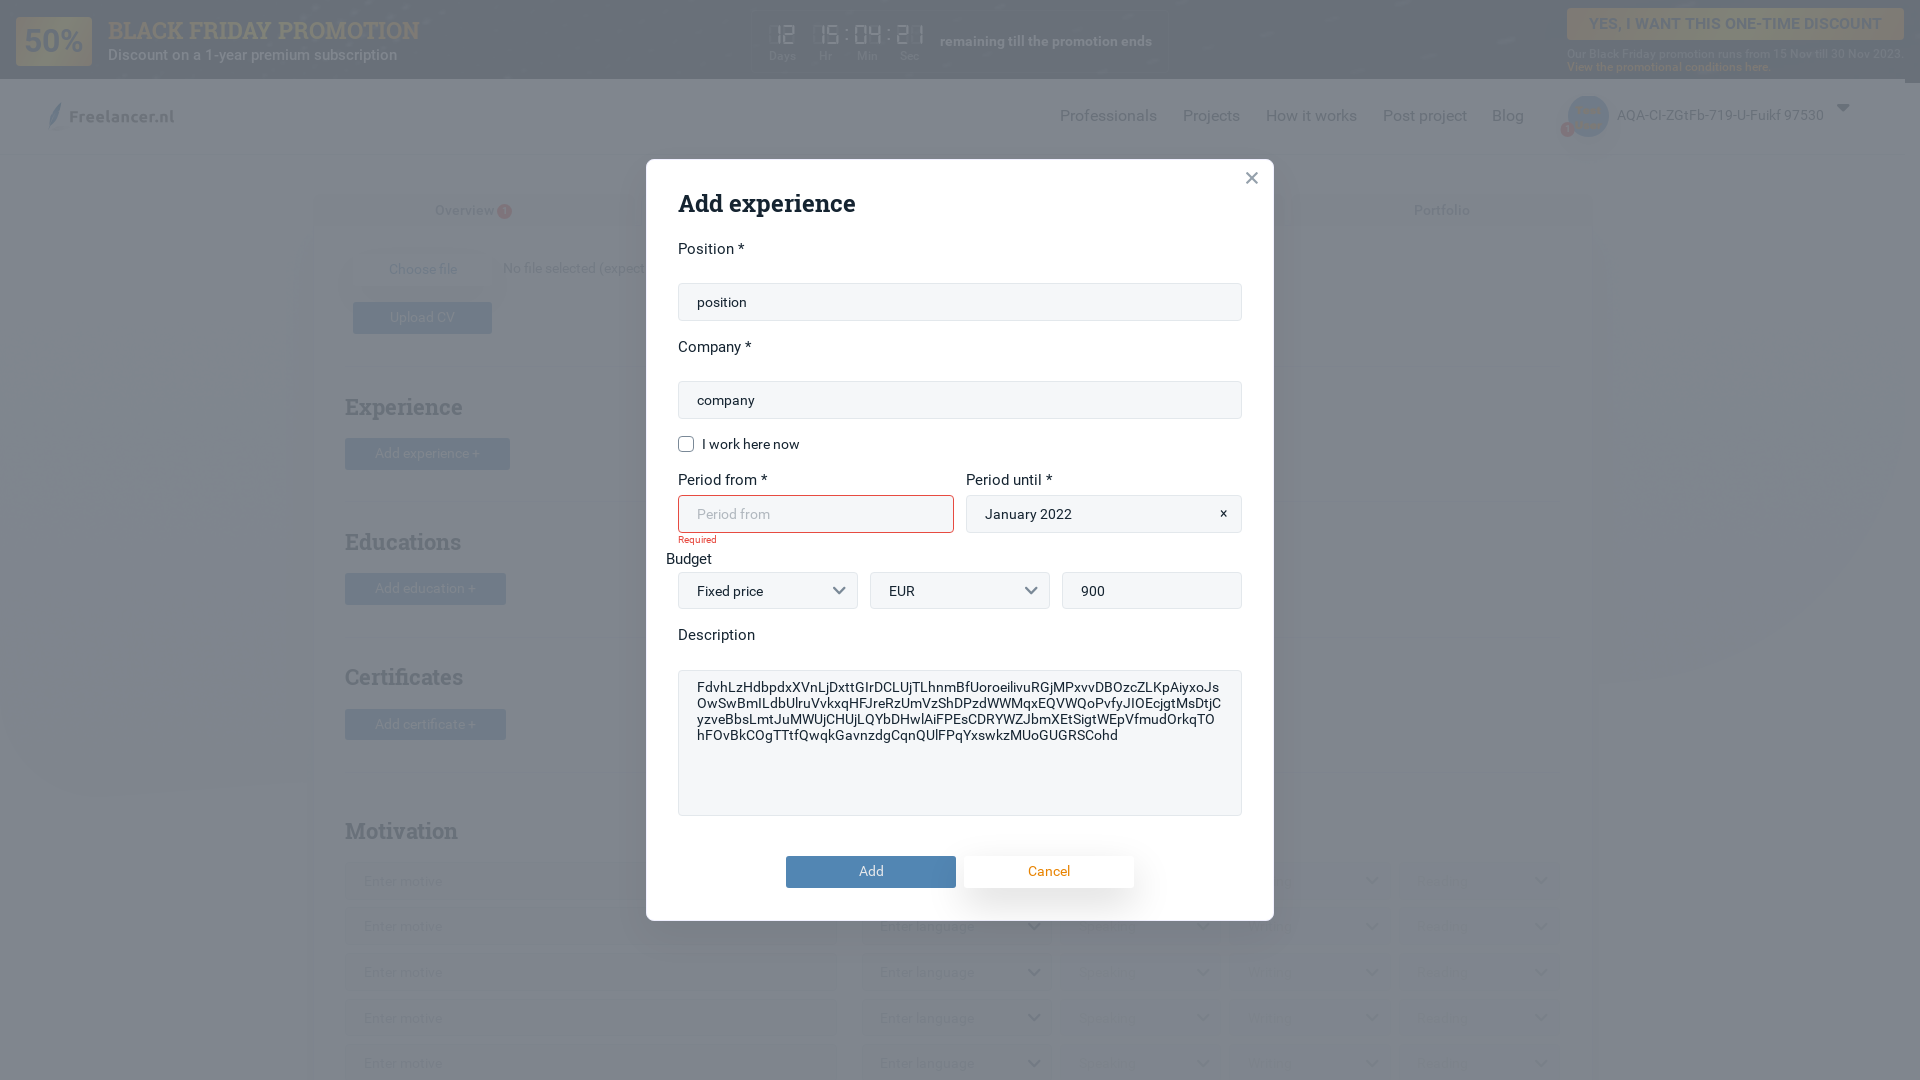 50%
BLACK FRIDAY PROMOTION
Discount on a 1-year premium subscription
12 15:04:21
Days Hr Min Sec
remaining till the promotion ends
YES, I WANT THIS ONE-TIME DISCOUNT
Our Black Friday promotion runs from 15 Nov till 30 Nov 2023.
View the promotional conditions here.
Freelancer.nl
Professionals
Projects
How it works
Post project
Blog
AQA-CI-ZGtFb-719-U-Fuikf 97530
Overview
Portfolio
Choose file
No file selected (expect
Upload CV
Experience
Add experience +
Educations
Add education +
Certificates
Add certificate +
Motivation
Enter motive
Enter motive
Enter language
Enter motive
Enter language
Enter motive
Enter language
Enter motive
Enter language
Add experience
Position *
position
Company *
company
I work here now
Period from *
Period until *
Period from
January 2022
×
Required
Budget
Fixed price
EUR
900
Description
FdvhLzHdbpdxXVnLjDxttGIrDCLUjTLhnmBfUoroeilivuRGjMPxvvDBOzcZLKpAiyxoJs
OwSwBmILdbUlruVvkxqHFJreRzUmVzShDPzdWWMqxEQVWQoPvfyJIOEcjgtMsDtjC
yzveBbsLmtJuMWUjCHUjLQYbDHwlAiFPEsCDRYWZJbmXEtSigtWEpVfmudOrkqTO
hFOvBkCOgTTtfQwqkGavnzdgCqnQUlFPqYxswkzMUoGUGRSCohd
Add
Cancel